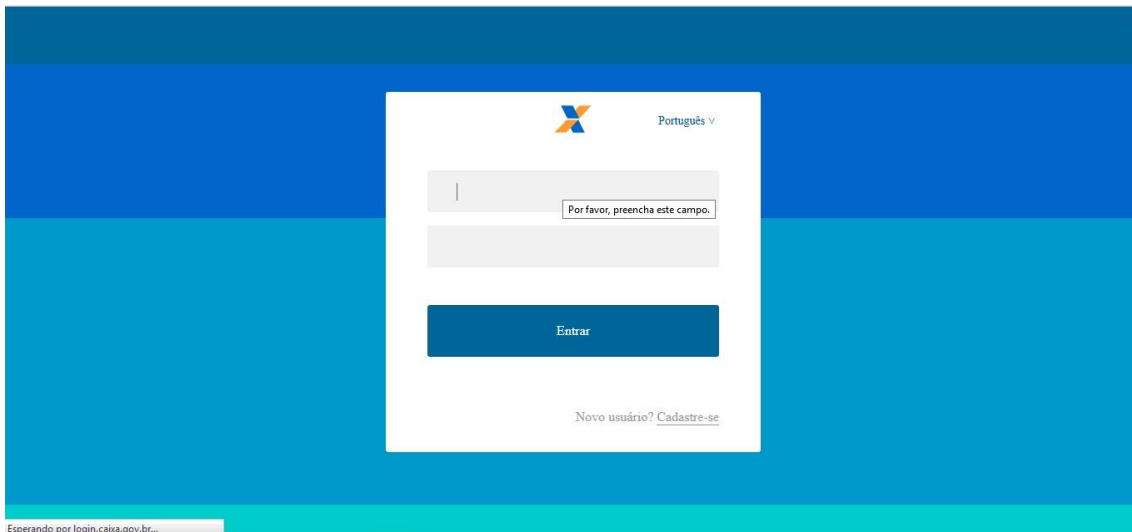 Português ˅
Por favor, preencha este campo.
Entrar
Novo usuário? Cadastre-se
Esperando por login.caixa.gov.br...